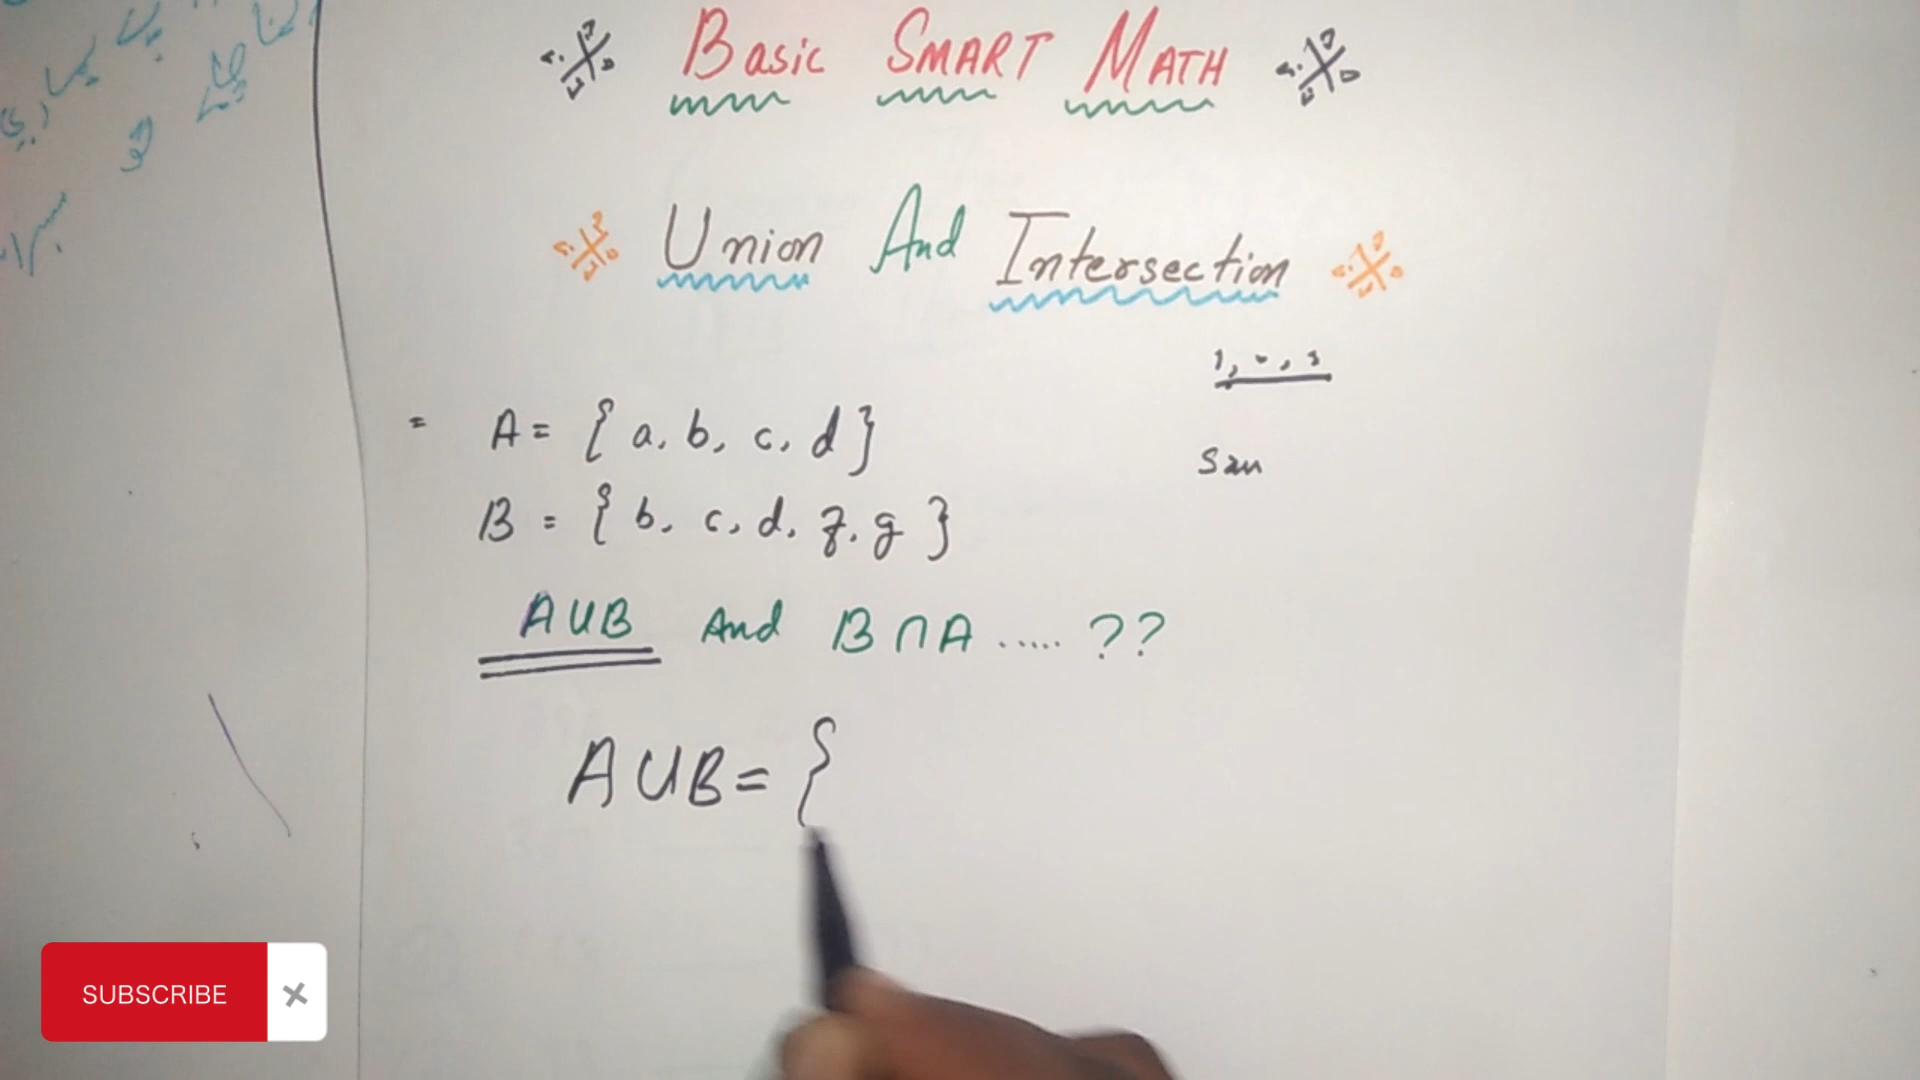 Basic SMART MATH
Union And Intersection
= A = { a, b, c, d }
B = { b, c, d, f, g }
A∪B And B∩A ..... ??
A∪B = {
SUBSCRIBE